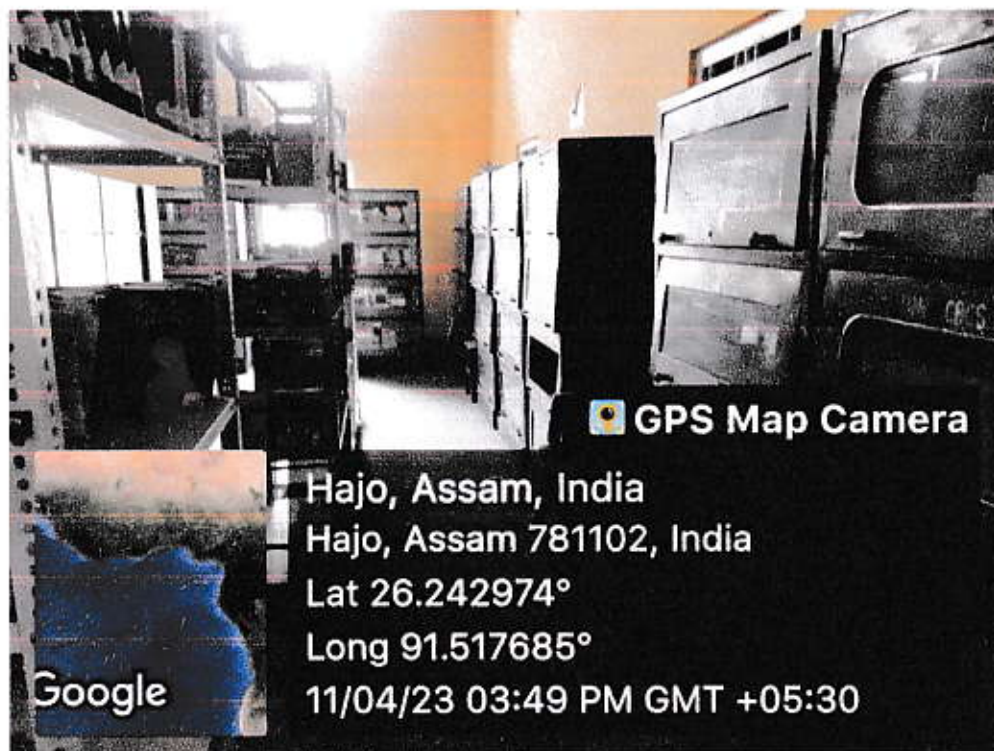 GPS Map Camera
Hajo, Assam, India
Hajo, Assam 781102, India
Lat 26.242974°
Long 91.517685°
11/04/23 03:49 PM GMT +05:30
Google